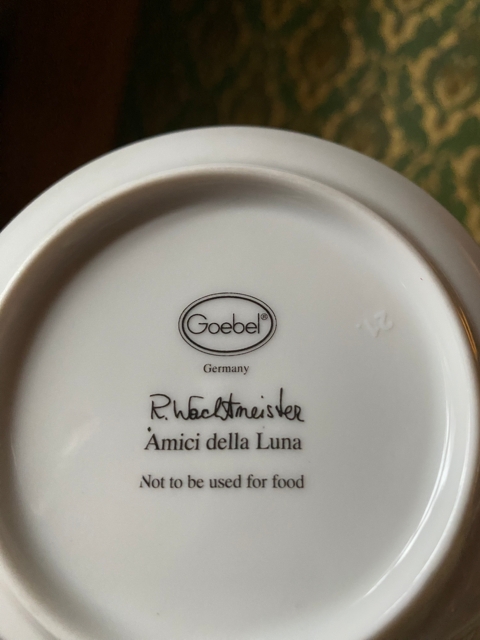 Goebel®
Germany
R. Wachtmeister
Amici della Luna
Not to be used for food